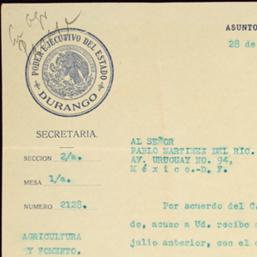 ASUNTO
28 de
PODER EJECUTIVO DEL ESTADO
DURANGO
SECRETARIA.
AL SEÑOR
PABLO MARTINEZ DEL RIO.
AV. URUGUAY NO. 94,
México.-D. F.
SECCION 2/a.
MESA 1/a.
NUMERO 2128.
Por acuerdo del C.
do, acuso a Ud. recibo d
julio anterior, con el
AGRICULTURA
Y FOMENTO.